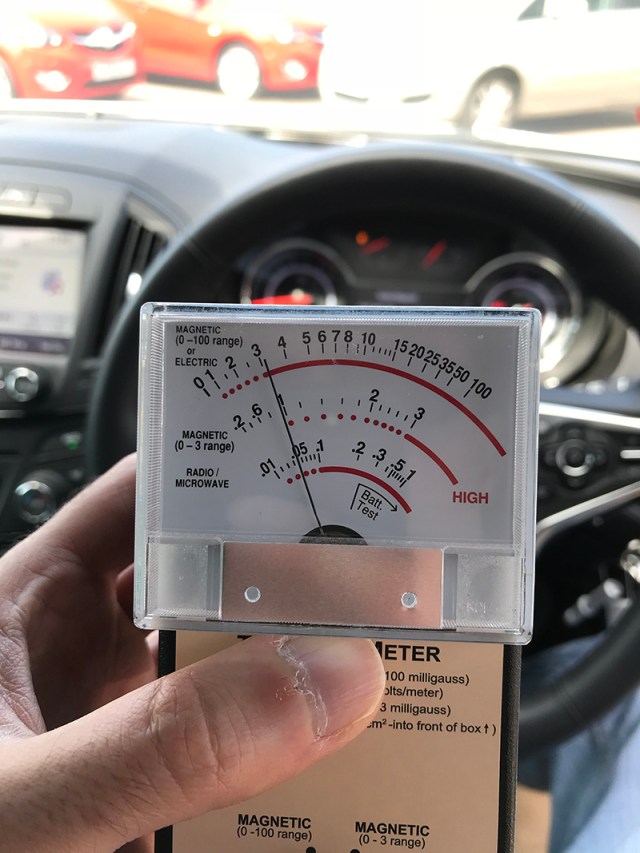 MAGNETIC
(0 –100 range)
or
ELECTRIC
0 1 2 3 4 5 6 7 8 10 15 20 25 35 50 100
MAGNETIC
(0 – 3 range)
.2 .6 1 2 3
RADIO /
MICROWAVE
.01 .05 .1 .2 .3 .5 1
HIGH
Batt.
Test
METER
100 milligauss)
olts/meter)
3 milligauss)
cm²-into front of box↑)
MAGNETIC
(0 -100 range)
MAGNETIC
(0 - 3 range)